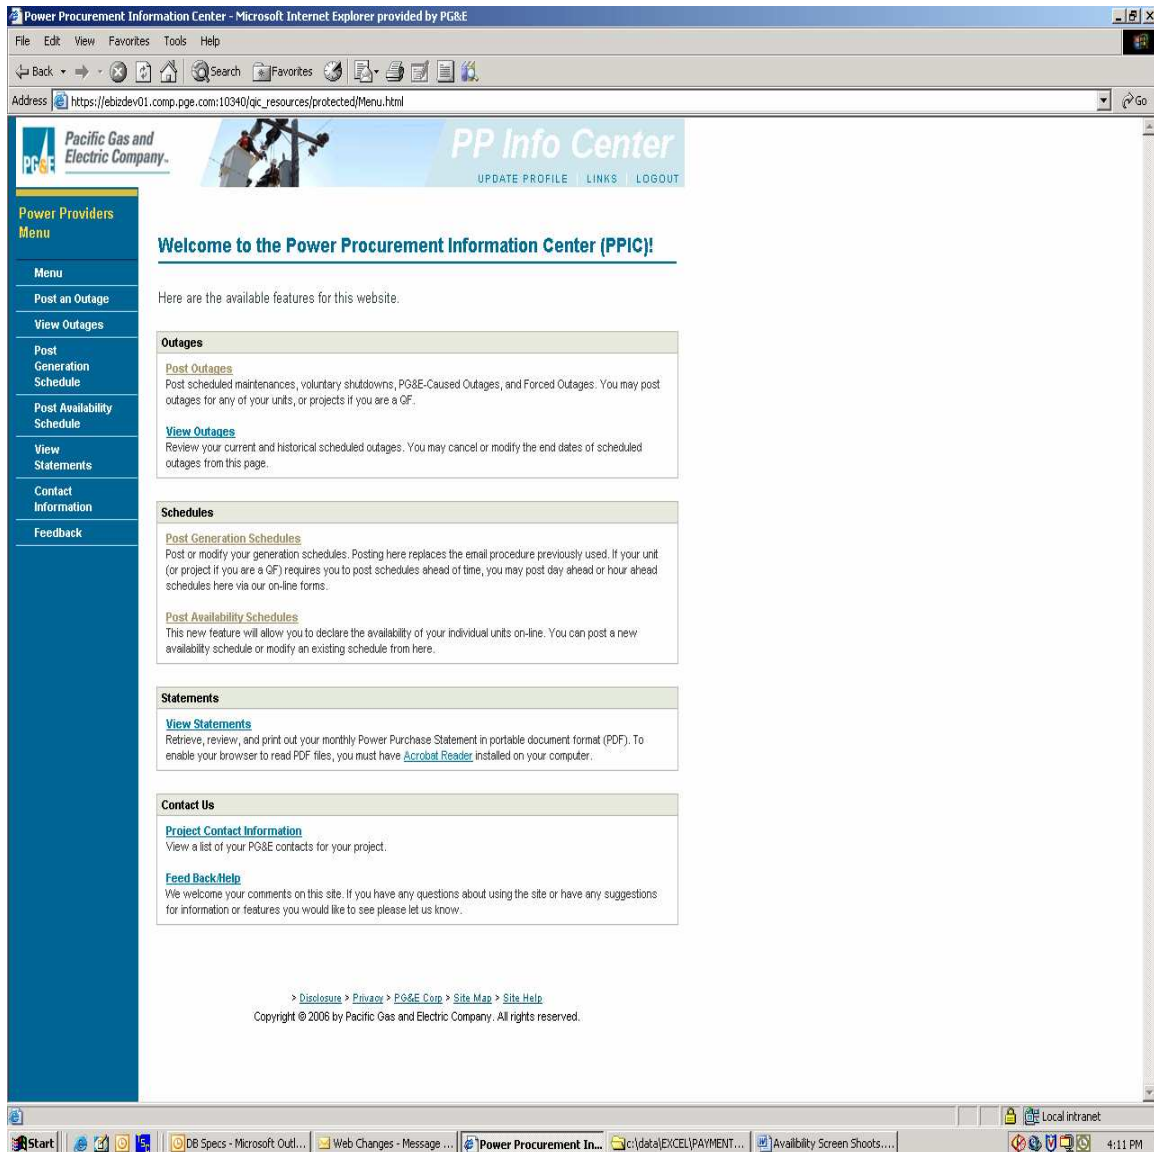 Power Procurement Information Center - Microsoft Internet Explorer provided by PG&E
File Edit View Favorites Tools Help
Back Search Favorites
Address https://ebizdev01.comp.pge.com:10340/qic_resources/protected/Menu.html Go
Pacific Gas and
Electric Company™
PG&E
PP Info Center
UPDATE PROFILE | LINKS | LOGOUT
Power Providers
Menu
Menu
Post an Outage
View Outages
Post
Generation
Schedule
Post Availability
Schedule
View
Statements
Contact
Information
Feedback
Welcome to the Power Procurement Information Center (PPIC)!
Here are the available features for this website.
Outages
Post Outages
Post scheduled maintenances, voluntary shutdowns, PG&E-Caused Outages, and Forced Outages. You may post
outages for any of your units, or projects if you are a QF.
View Outages
Review your current and historical scheduled outages. You may cancel or modify the end dates of scheduled
outages from this page.
Schedules
Post Generation Schedules
Post or modify your generation schedules. Posting here replaces the email procedure previously used. If your unit
(or project if you are a QF) requires you to post schedules ahead of time, you may post day ahead or hour ahead
schedules here via our on-line forms.
Post Availability Schedules
This new feature will allow you to declare the availability of your individual units on-line. You can post a new
availability schedule or modify an existing schedule from here.
Statements
View Statements
Retrieve, review, and print out your monthly Power Purchase Statement in portable document format (PDF). To
enable your browser to read PDF files, you must have Acrobat Reader installed on your computer.
Contact Us
Project Contact Information
View a list of your PG&E contacts for your project.
Feed Back/Help
We welcome your comments on this site. If you have any questions about using the site or have any suggestions
for information or features you would like to see please let us know.
> Disclosure > Privacy > PG&E Corp > Site Map > Site Help
Copyright © 2006 by Pacific Gas and Electric Company. All rights reserved.
Local intranet
Start DB Specs - Microsoft Outl... Web Changes - Message ... Power Procurement In... c:\data\EXCEL\PAYMENT... Availibility Screen Shoots.... 4:11 PM